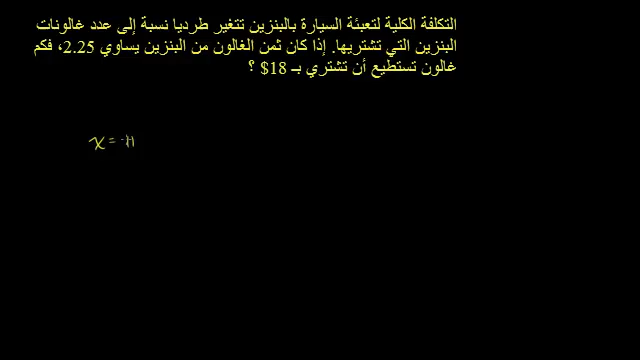 التكلفة الكلية لتعبئة السيارة بالبنزين تتغير طرديا نسبة إلى عدد غالونات
البنزين التي تشتريها. إذا كان ثمن الغالون من البنزين يساوي 2.25، فكم
غالون تستطيع أن تشتري بـ 18$ ؟
x =